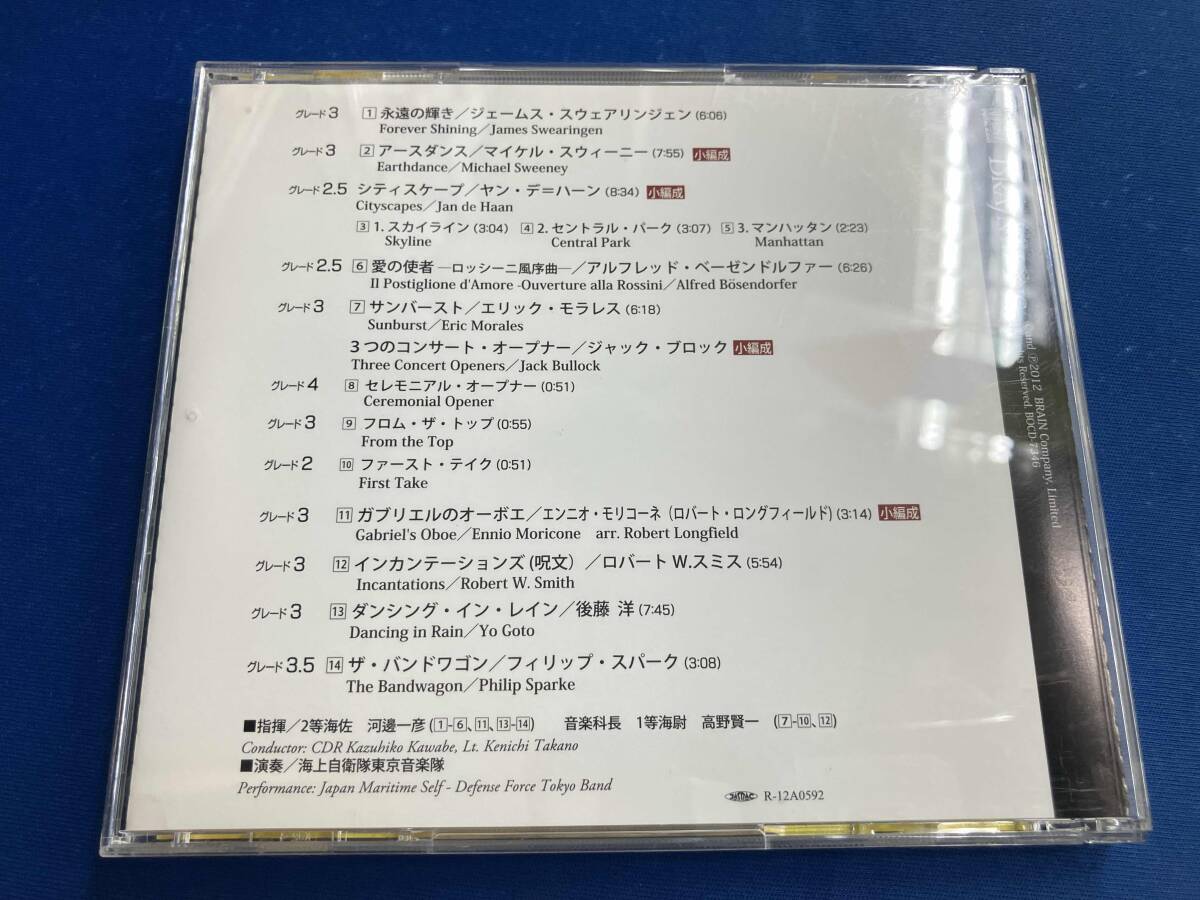 グレード3 1 永遠の輝き／ジェームス・スウェアリンジェン (6:06)
Forever Shining／James Swearingen
グレード3 2 アースダンス／マイケル・スウィーニー (7:55) 小編成
Earthdance／Michael Sweeney
グレード2.5 シティスケープ／ヤン・デ＝ハーン (8:34) 小編成
Cityscapes／Jan de Haan
3 1. スカイライン (3:04) 4 2. セントラル・パーク (3:07) 5 3. マンハッタン (2:23)
Skyline Central Park Manhattan
グレード2.5 6 愛の使者 ―ロッシーニ風序曲―／アルフレッド・ベーゼンドルファー (6:26)
Il Postiglione d'Amore -Ouverture alla Rossini／Alfred Bösendorfer
グレード3 7 サンバースト／エリック・モラレス (6:18)
Sunburst／Eric Morales
3つのコンサート・オープナー／ジャック・ブロック 小編成
Three Concert Openers／Jack Bullock
グレード4 8 セレモニアル・オープナー (0:51)
Ceremonial Opener
グレード3 9 フロム・ザ・トップ (0:55)
From the Top
グレード2 10 ファースト・テイク (0:51)
First Take
グレード3 11 ガブリエルのオーボエ／エンニオ・モリコーネ（ロバート・ロングフィールド) (3:14) 小編成
Gabriel's Oboe／Ennio Moricone arr. Robert Longfield
グレード3 12 インカンテーションズ (呪文）／ロバート W.スミス (5:54)
Incantations／Robert W. Smith
グレード3 13 ダンシング・イン・レイン／後藤 洋 (7:45)
Dancing in Rain／Yo Goto
グレード3.5 14 ザ・バンドワゴン／フィリップ・スパーク (3:08)
The Bandwagon／Philip Sparke
■指揮／2等海佐 河邊一彦 (1-6、11、13-14) 音楽科長 1等海尉 高野賢一 (7-10、12)
Conductor: CDR Kazuhiko Kawabe, Lt. Kenichi Takano
■演奏／海上自衛隊東京音楽隊
Performance: Japan Maritime Self - Defense Force Tokyo Band
JASRAC R-12A0592
℗2012 BRAIN Company, Limited
Reserved. BOCD-7346